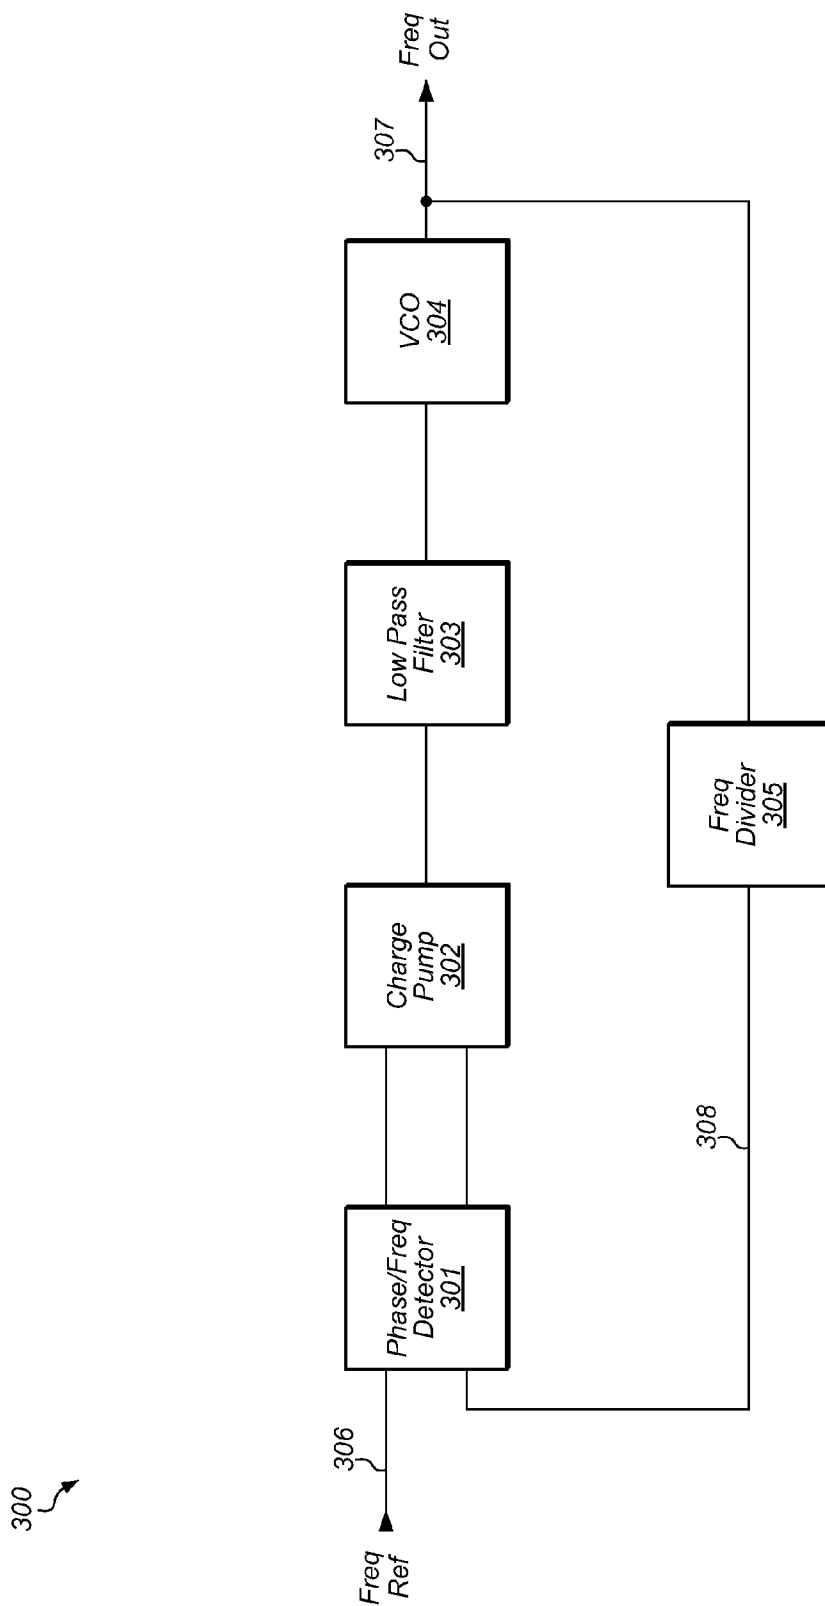 300
Freq
Ref
306
Phase/Freq
Detector
301
Charge
Pump
302
Low Pass
Filter
303
VCO
304
307
Freq
Out
308
Freq
Divider
305